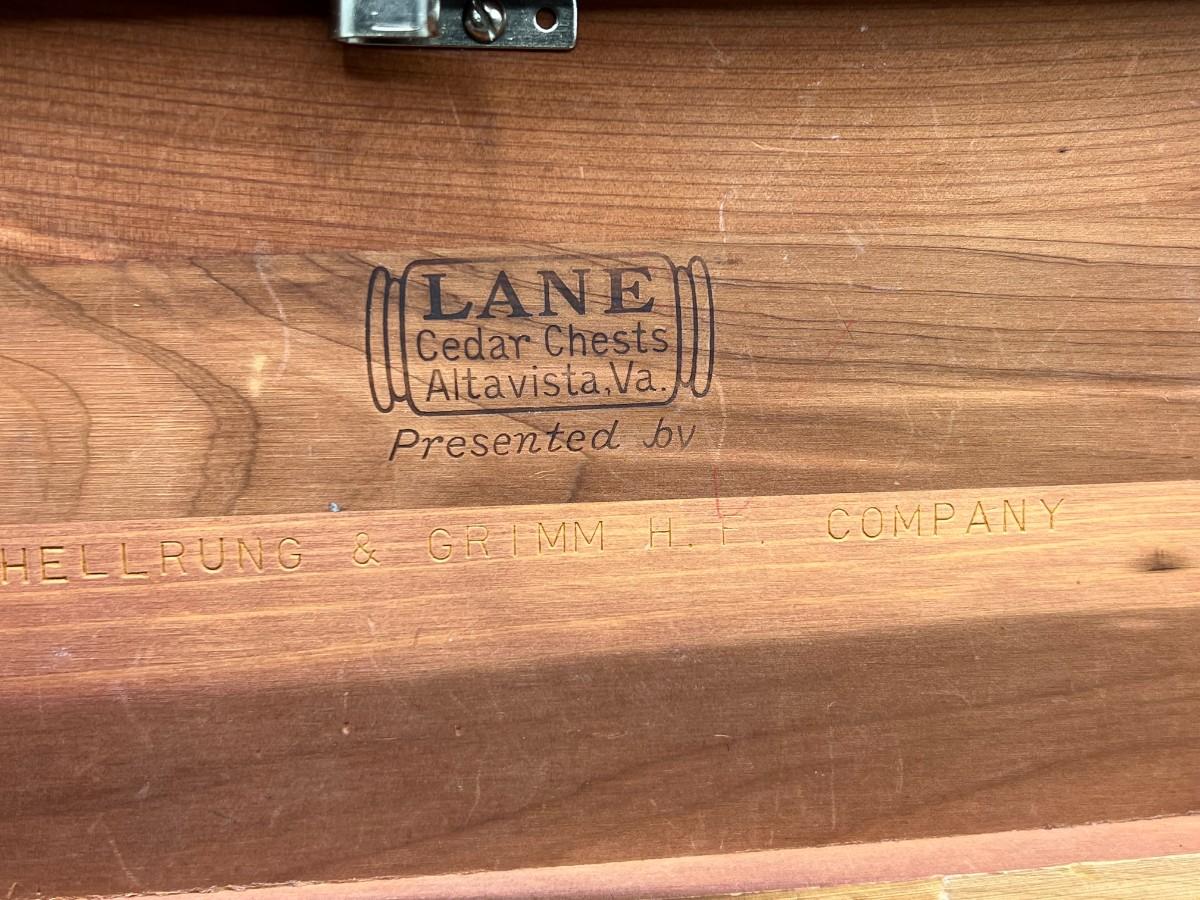 LANE
Cedar Chests
Altavista, Va.
Presented by
HELLRUNG & GRIMM H. F. COMPANY